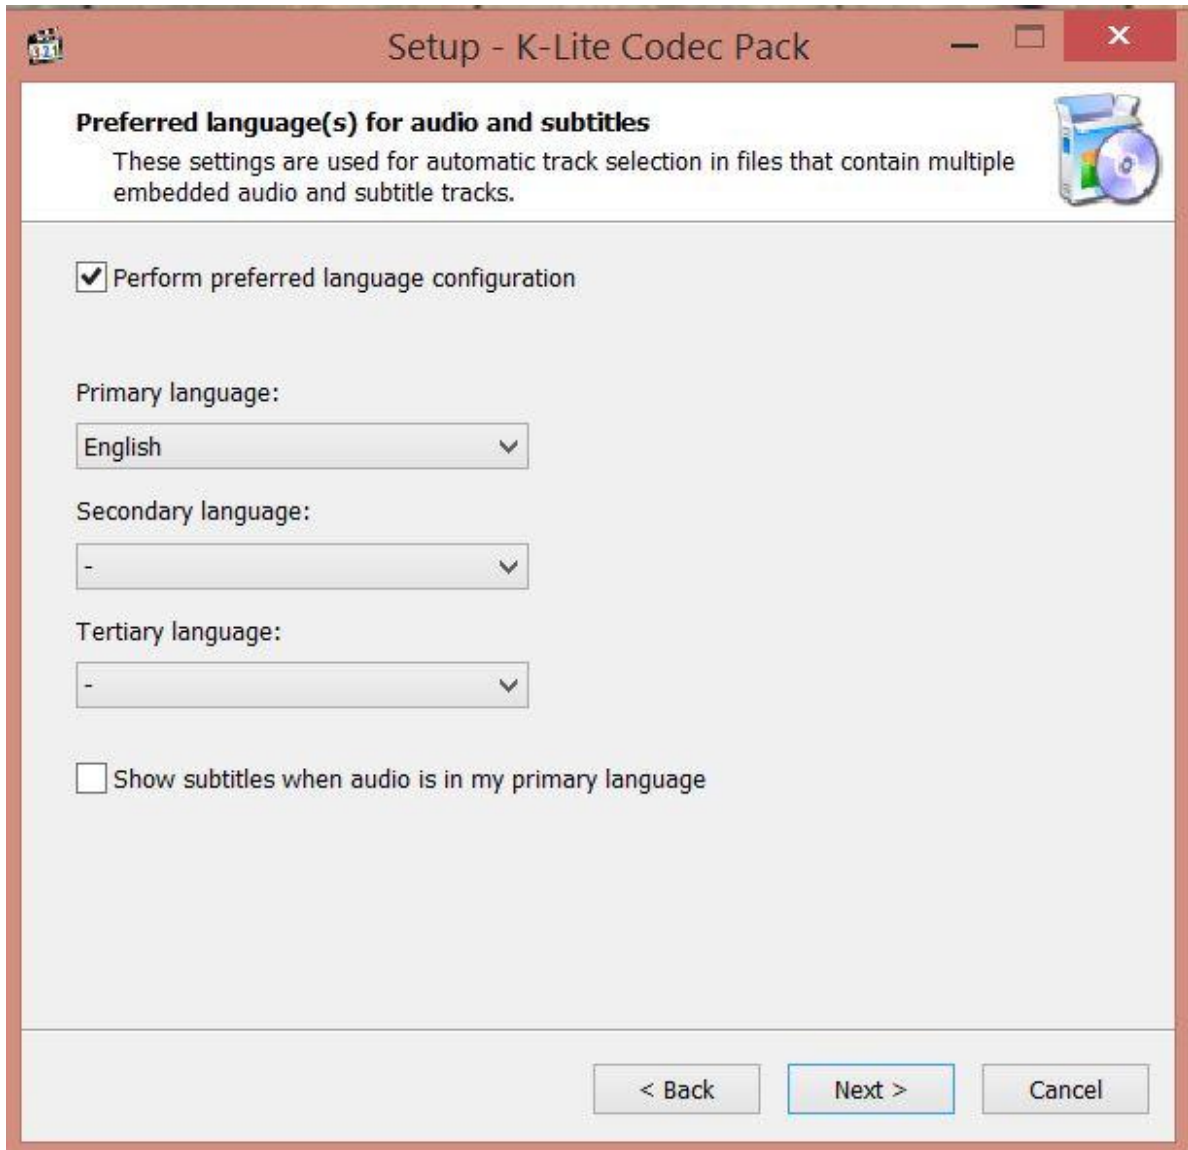 321
Setup - K-Lite Codec Pack
Preferred language(s) for audio and subtitles
These settings are used for automatic track selection in files that contain multiple
embedded audio and subtitle tracks.
Perform preferred language configuration
Primary language:
English
Secondary language:
-
Tertiary language:
-
Show subtitles when audio is in my primary language
< Back
Next >
Cancel